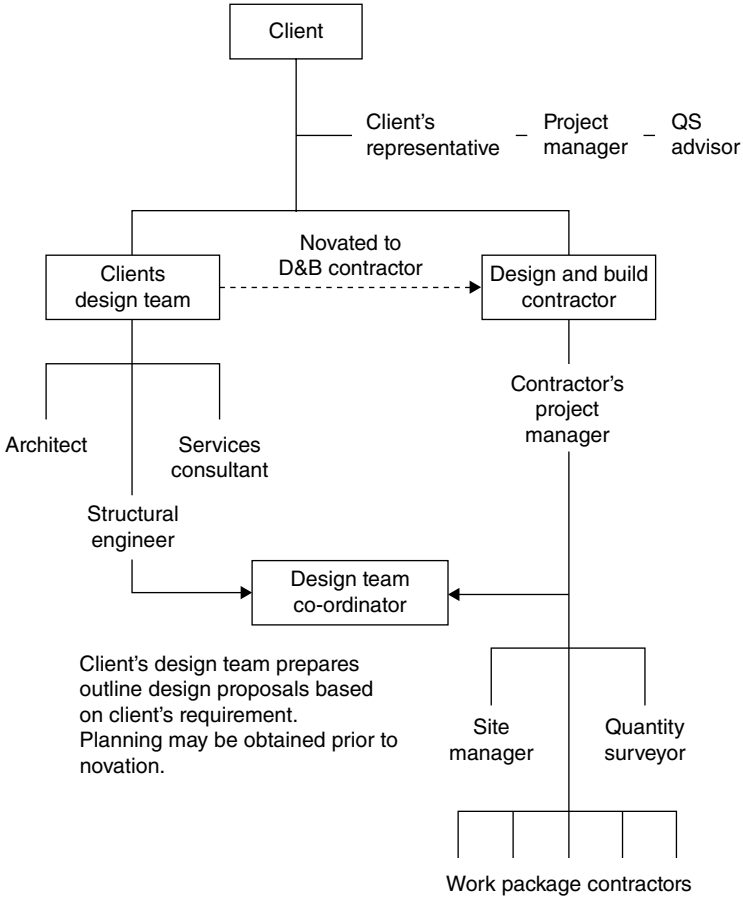 Client
Client's
representative
–
Project
manager
–
QS
advisor
Novated to
D&B contractor
Clients
design team
Design and build
contractor
Contractor's
project
manager
Architect
Services
consultant
Structural
engineer
Design team
co-ordinator
Client's design team prepares
outline design proposals based
on client's requirement.
Planning may be obtained prior to
novation.
Site
manager
Quantity
surveyor
Work package contractors